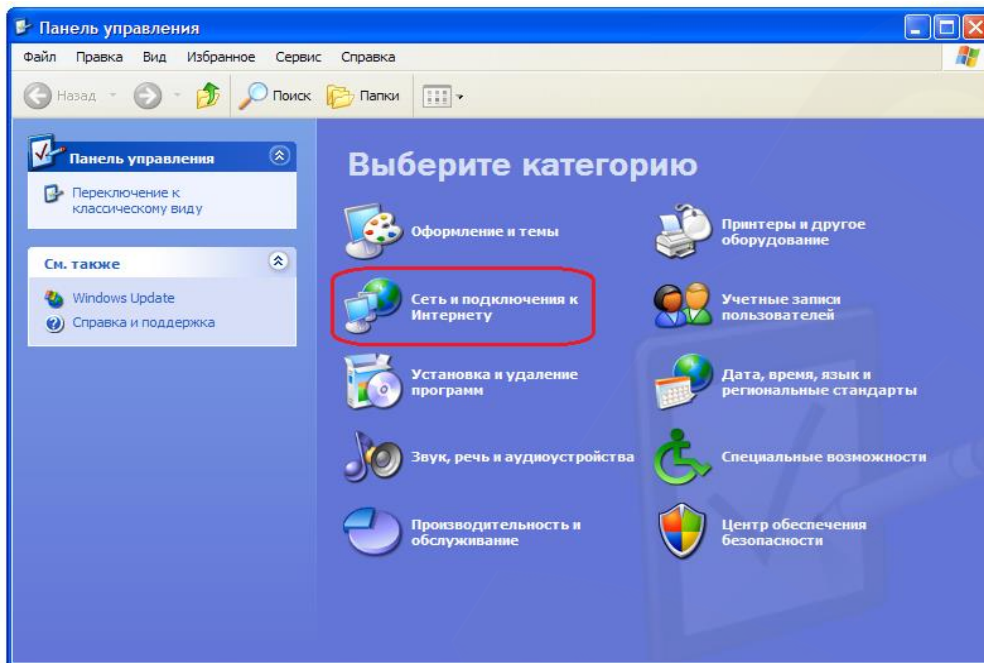 Панель управления
Файл Правка Вид Избранное Сервис Справка
Назад Поиск Папки
Панель управления
Переключение к
классическому виду
См. также
Windows Update
Справка и поддержка
Выберите категорию
Оформление и темы
Принтеры и другое
оборудование
Сеть и подключения к
Интернету
Учетные записи
пользователей
Установка и удаление
программ
Дата, время, язык и
региональные стандарты
Звук, речь и аудиоустройства
Специальные возможности
Производительность и
обслуживание
Центр обеспечения
безопасности